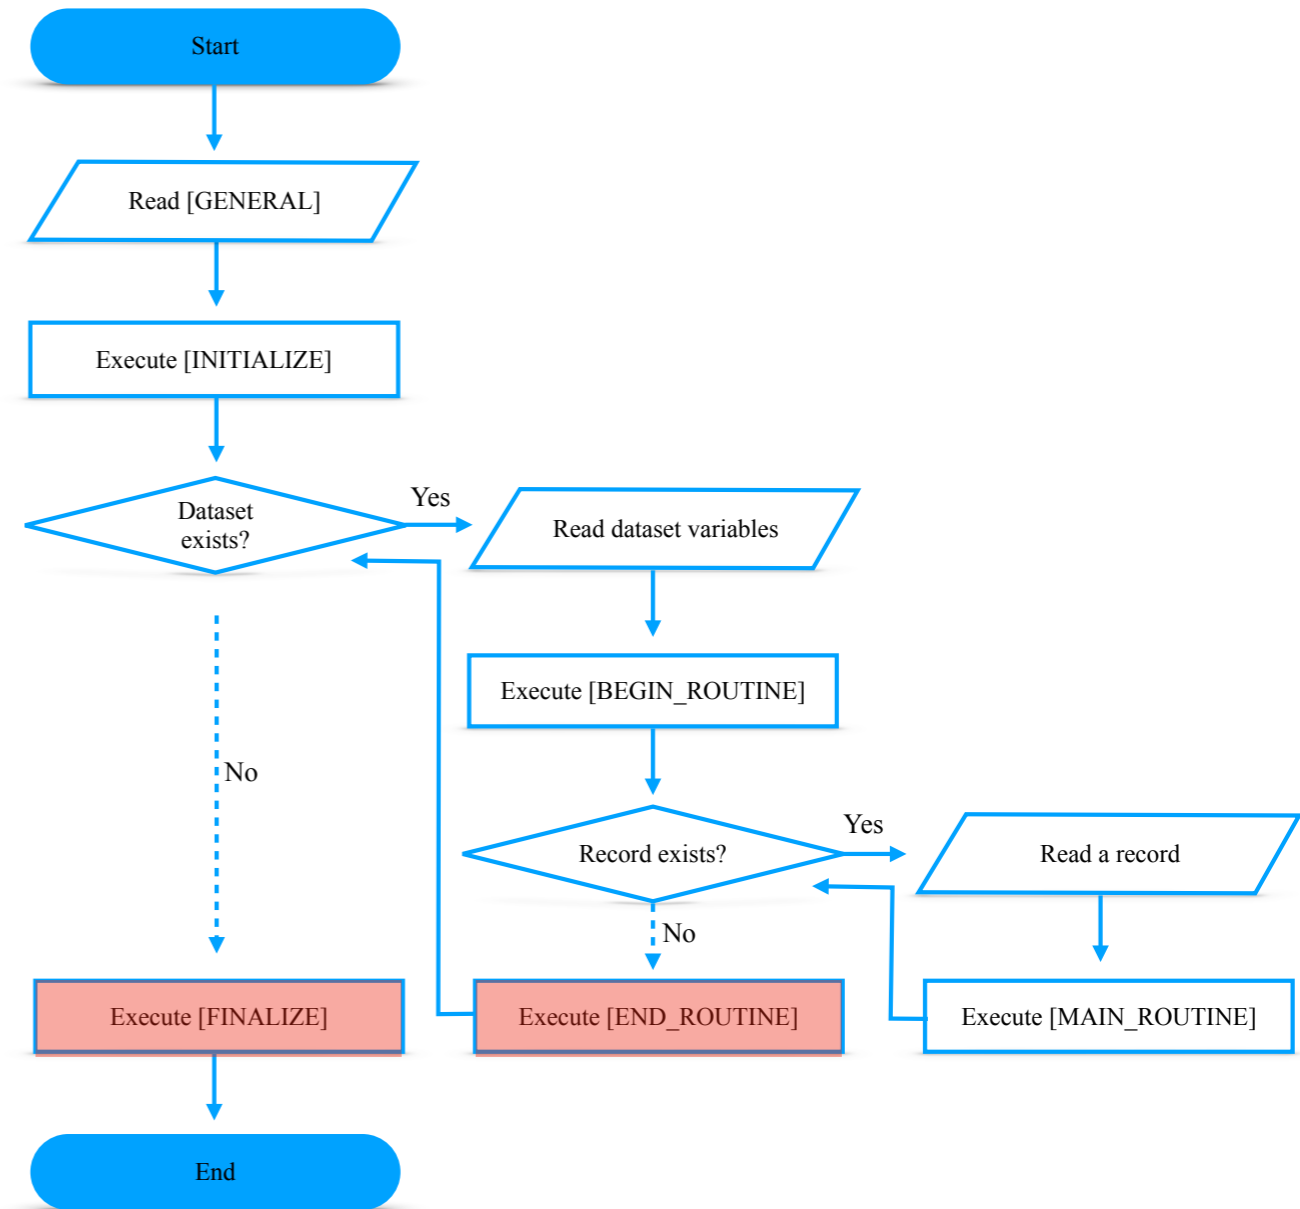 Start
Read [GENERAL]
Execute [INITIALIZE]
Dataset
exists?
Yes
Read dataset variables
Execute [BEGIN_ROUTINE]
No
Record exists?
Yes
Read a record
No
Execute [FINALIZE]
Execute [END_ROUTINE]
Execute [MAIN_ROUTINE]
End